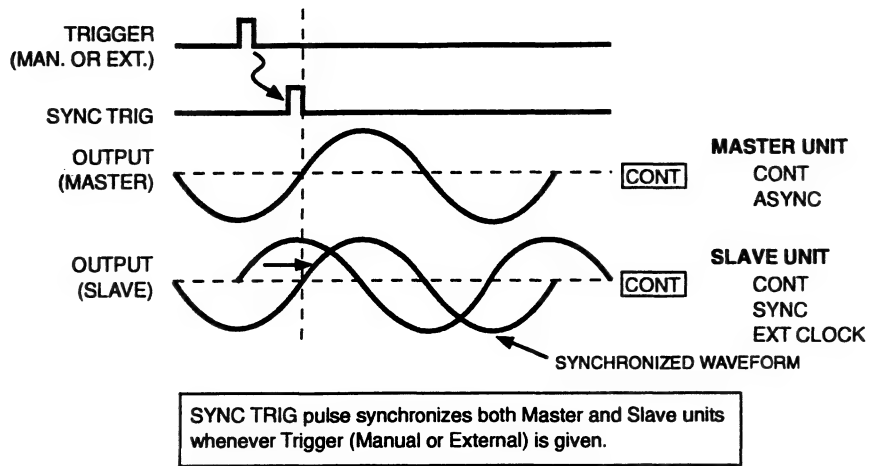 TRIGGER
(MAN. OR EXT.)
SYNC TRIG
OUTPUT
(MASTER)
CONT
MASTER UNIT
CONT
ASYNC
OUTPUT
(SLAVE)
CONT
SLAVE UNIT
CONT
SYNC
EXT CLOCK
SYNCHRONIZED WAVEFORM
SYNC TRIG pulse synchronizes both Master and Slave units
whenever Trigger (Manual or External) is given.